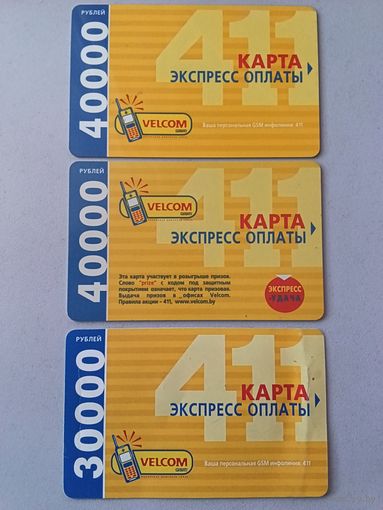 40000
РУБЛЕЙ
411
КАРТА
ЭКСПРЕСС ОПЛАТЫ
VELCOM
GSM
Ваша персональная GSM инфолиния: 411
40000
РУБЛЕЙ
411
VELCOM
GSM
КАРТА
ЭКСПРЕСС ОПЛАТЫ
Эта карта участвует в розыгрыше призов.
Слово "prize" с кодом под защитным
покрытием означает, что карта призовая.
Выдача призов в офисах Velcom.
Правила акции - 411, www.velcom.by
ЭКСПРЕСС
УДАЧА
30000
РУБЛЕЙ
411
КАРТА
ЭКСПРЕСС ОПЛАТЫ
VELCOM
GSM
Ваша персональная GSM инфолиния: 411